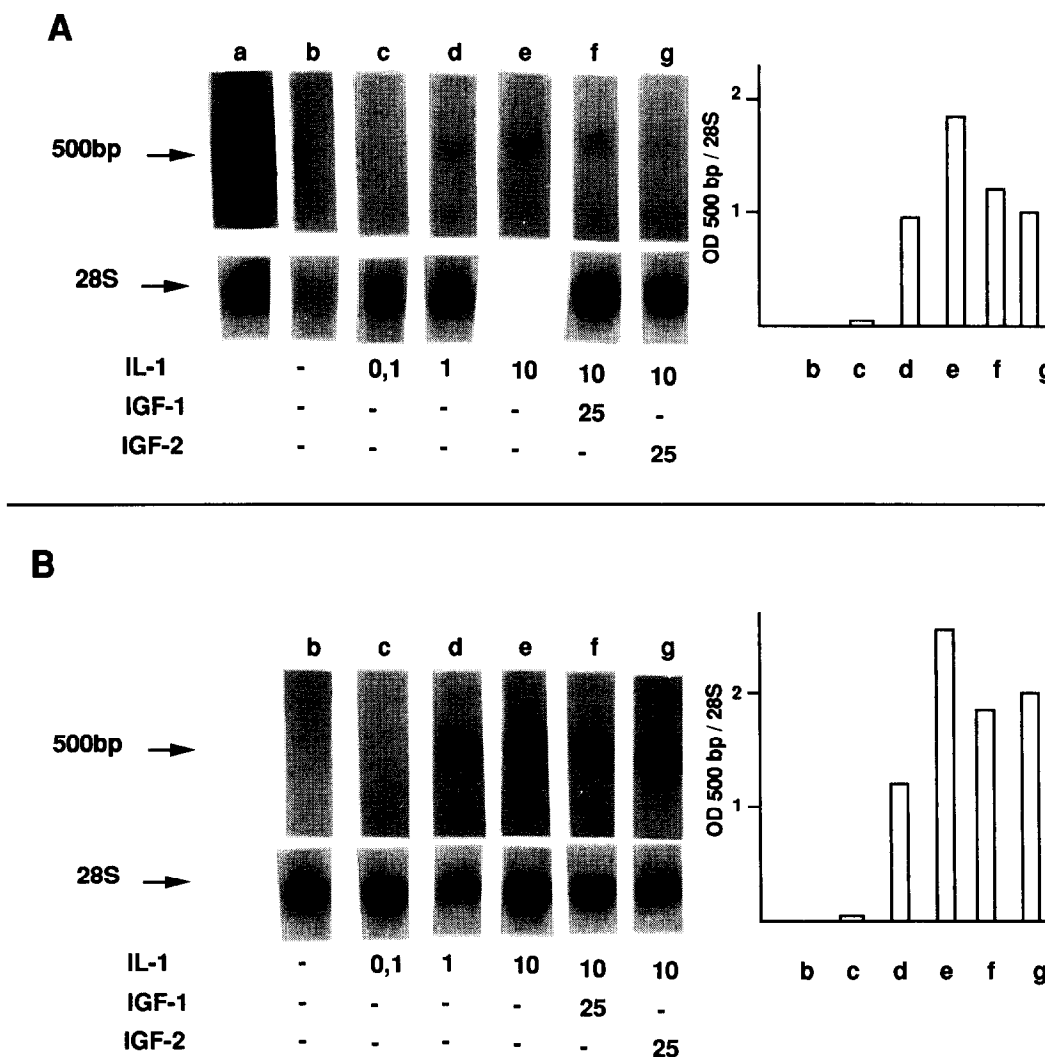 A
a b c d e f g
500bp
28S
IL-1 - 0,1 1 10 10 10
IGF-1 - - - - 25 -
IGF-2 - - - - - 25
OD 500 bp / 28S
2
1
b c d e f g
B
b c d e f g
500bp
28S
IL-1 - 0,1 1 10 10 10
IGF-1 - - - - 25 -
IGF-2 - - - - - 25
OD 500 bp / 28S
2
1
b c d e f g